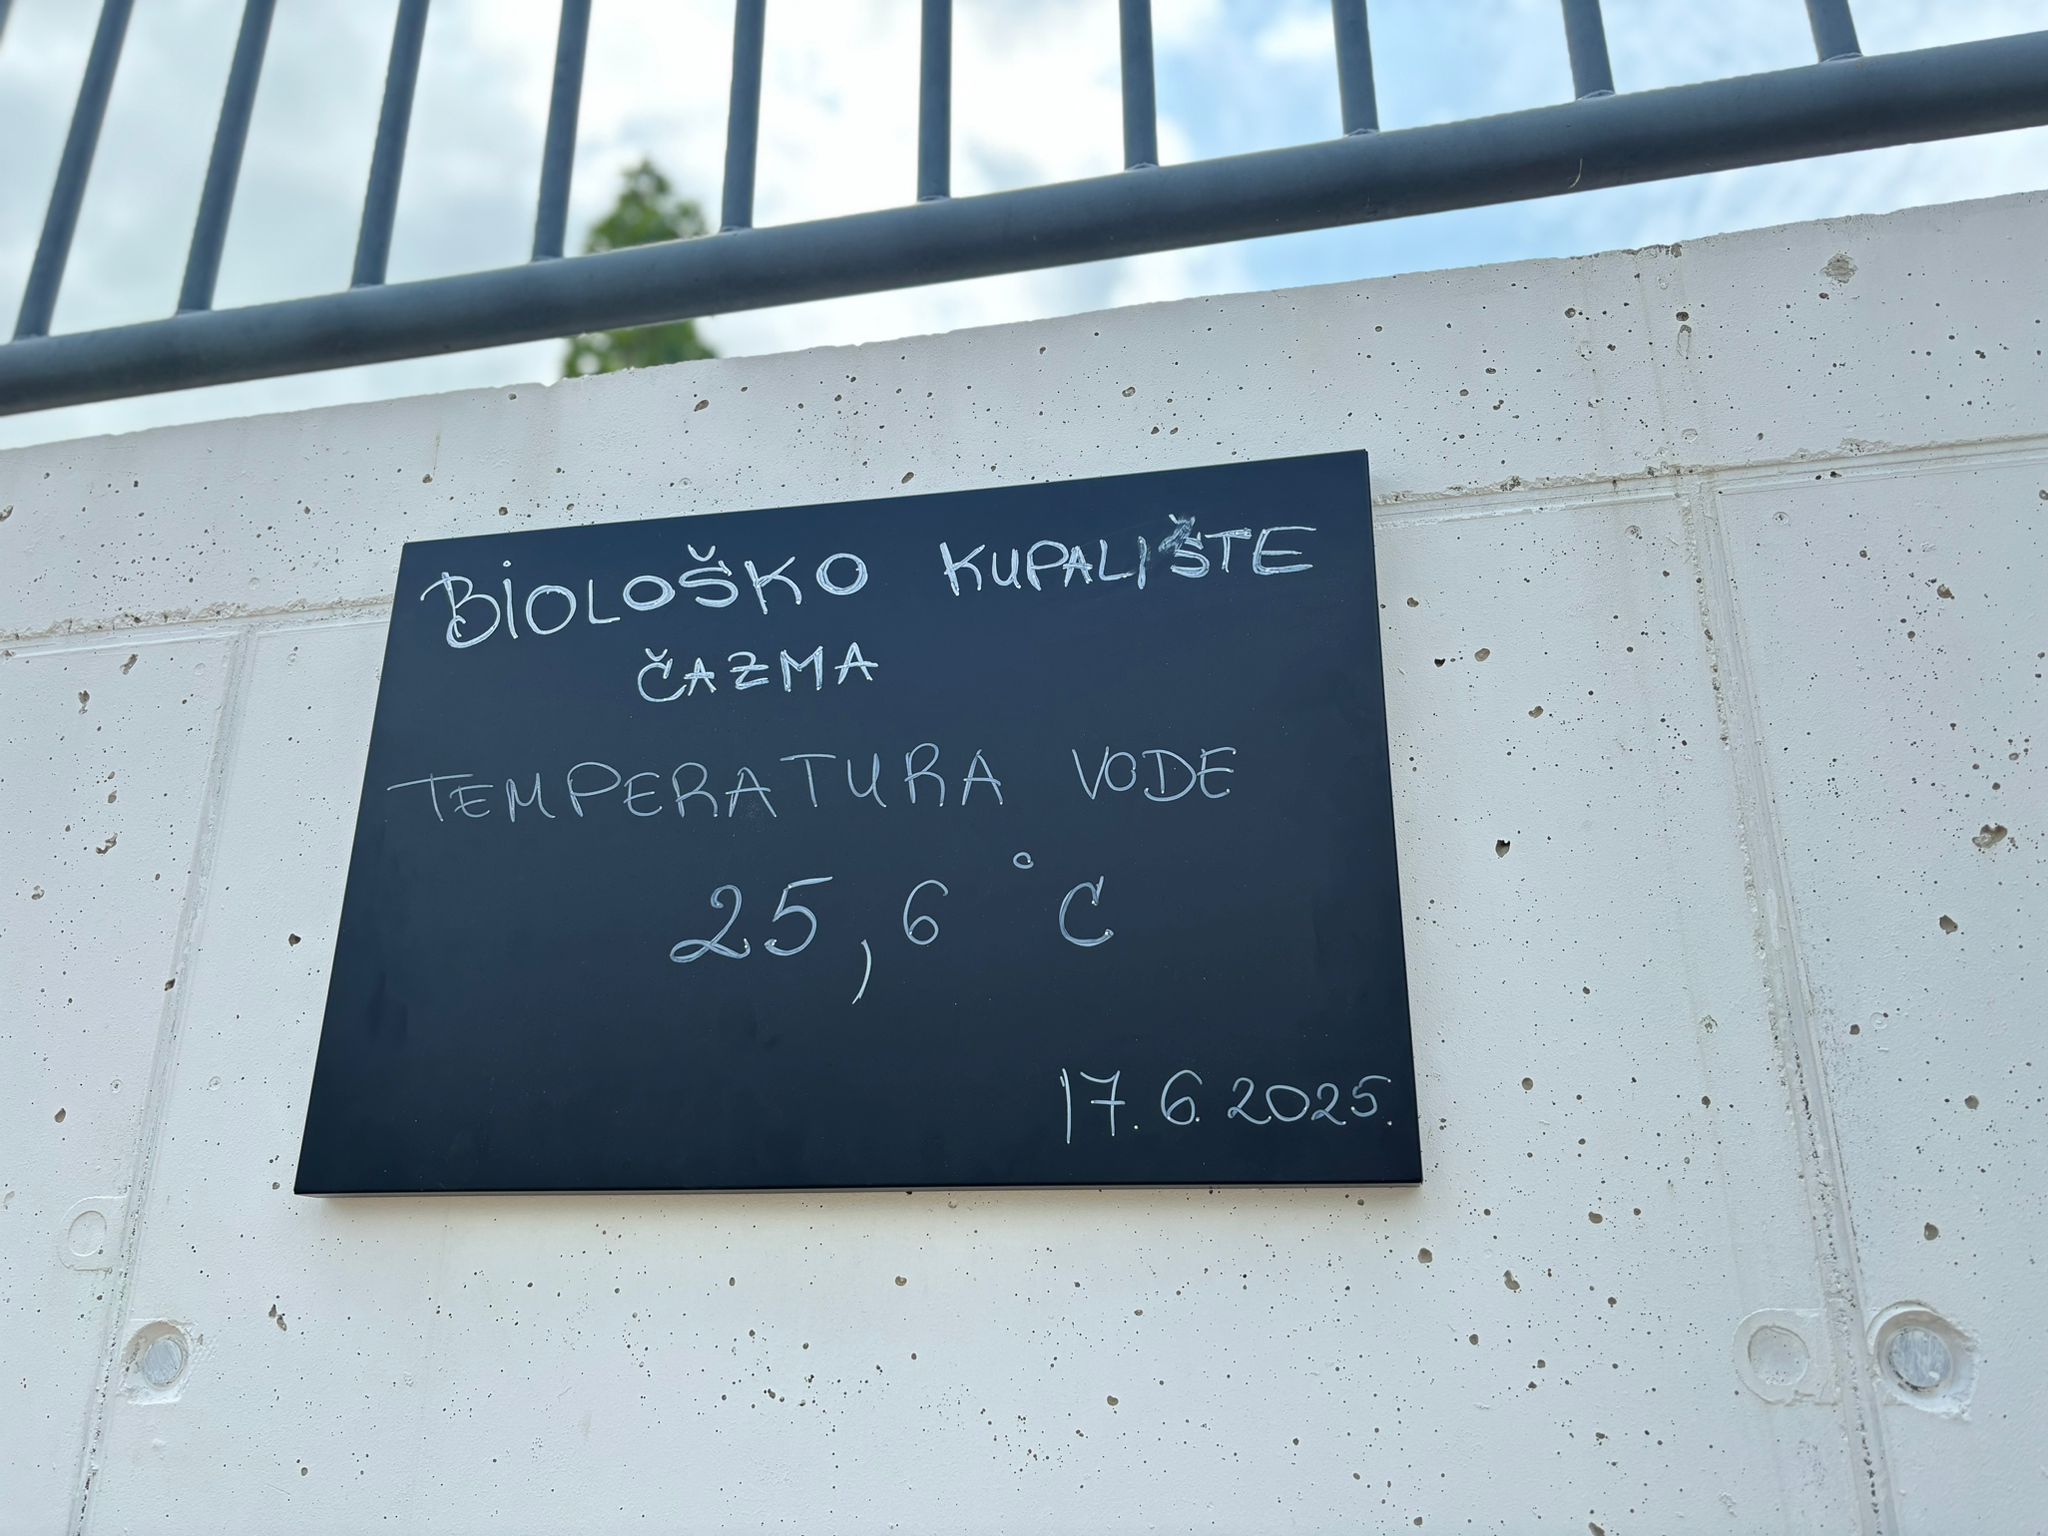 BIOLOŠKO KUPALIŠTE
ČAZMA
TEMPERATURA VODE
25,6 °C
17.6.2025.